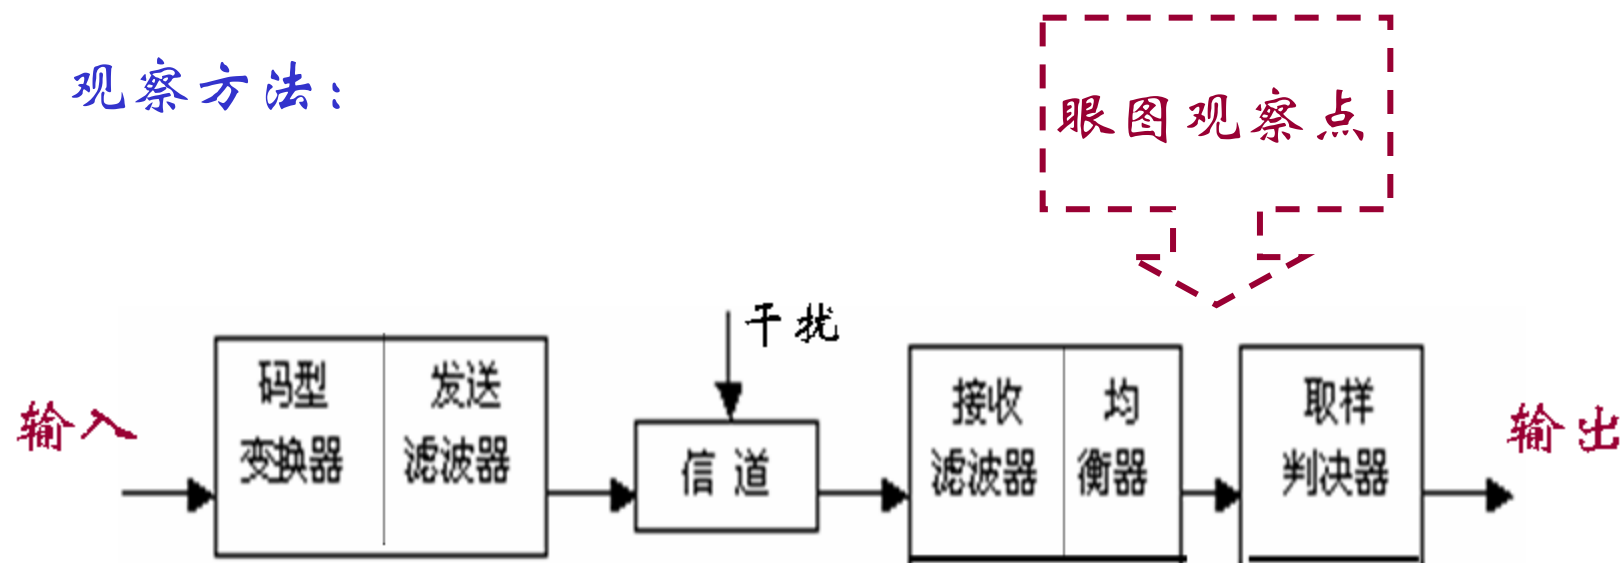 观察方法：
眼图观察点
干扰
输入
码型
变换器
发送
滤波器
信 道
接收
滤波器
均
衡器
取样
判决器
输出